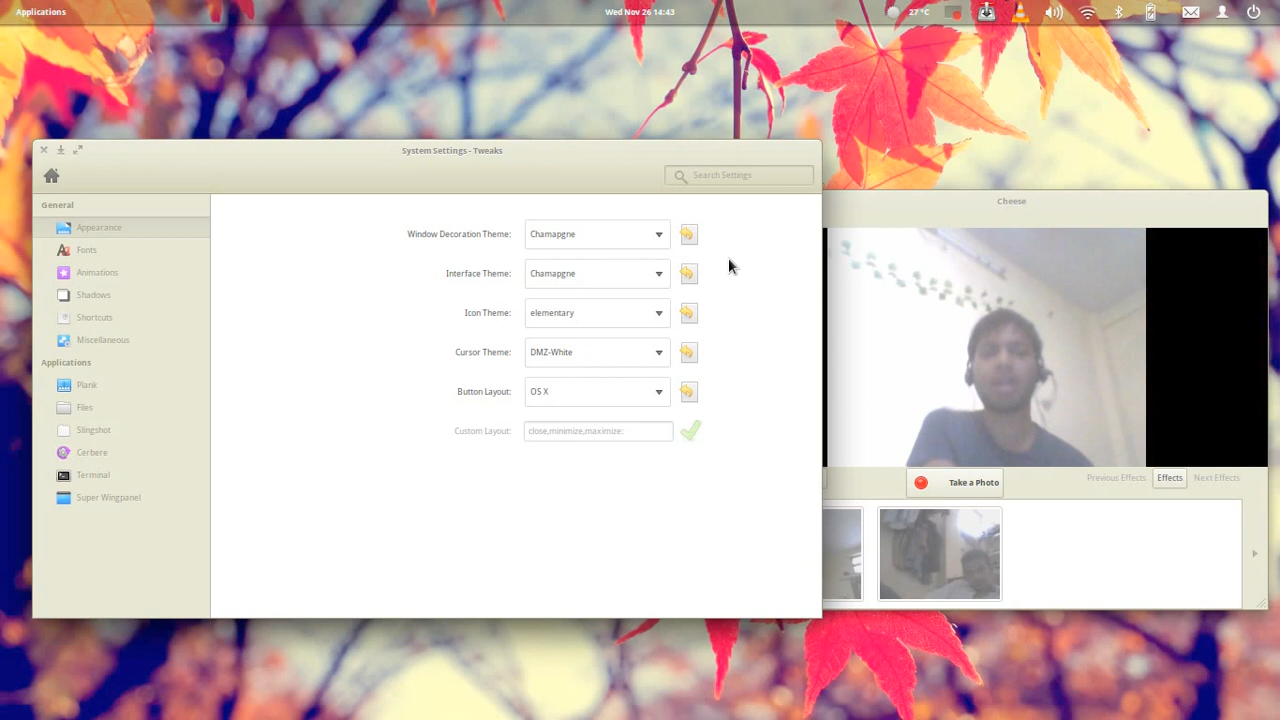 Applications
Wed Nov 26 14:43
27 °C
System Settings - Tweaks
Search Settings
General
Appearance
Fonts
Animations
Shadows
Shortcuts
Miscellaneous
Applications
Plank
Files
Slingshot
Cerbere
Terminal
Super Wingpanel
Window Decoration Theme: Chamapgne
Interface Theme: Chamapgne
Icon Theme: elementary
Cursor Theme: DMZ-White
Button Layout: OS X
Custom Layout: close,minimize,maximize:
Cheese
Take a Photo
Previous Effects Effects Next Effects